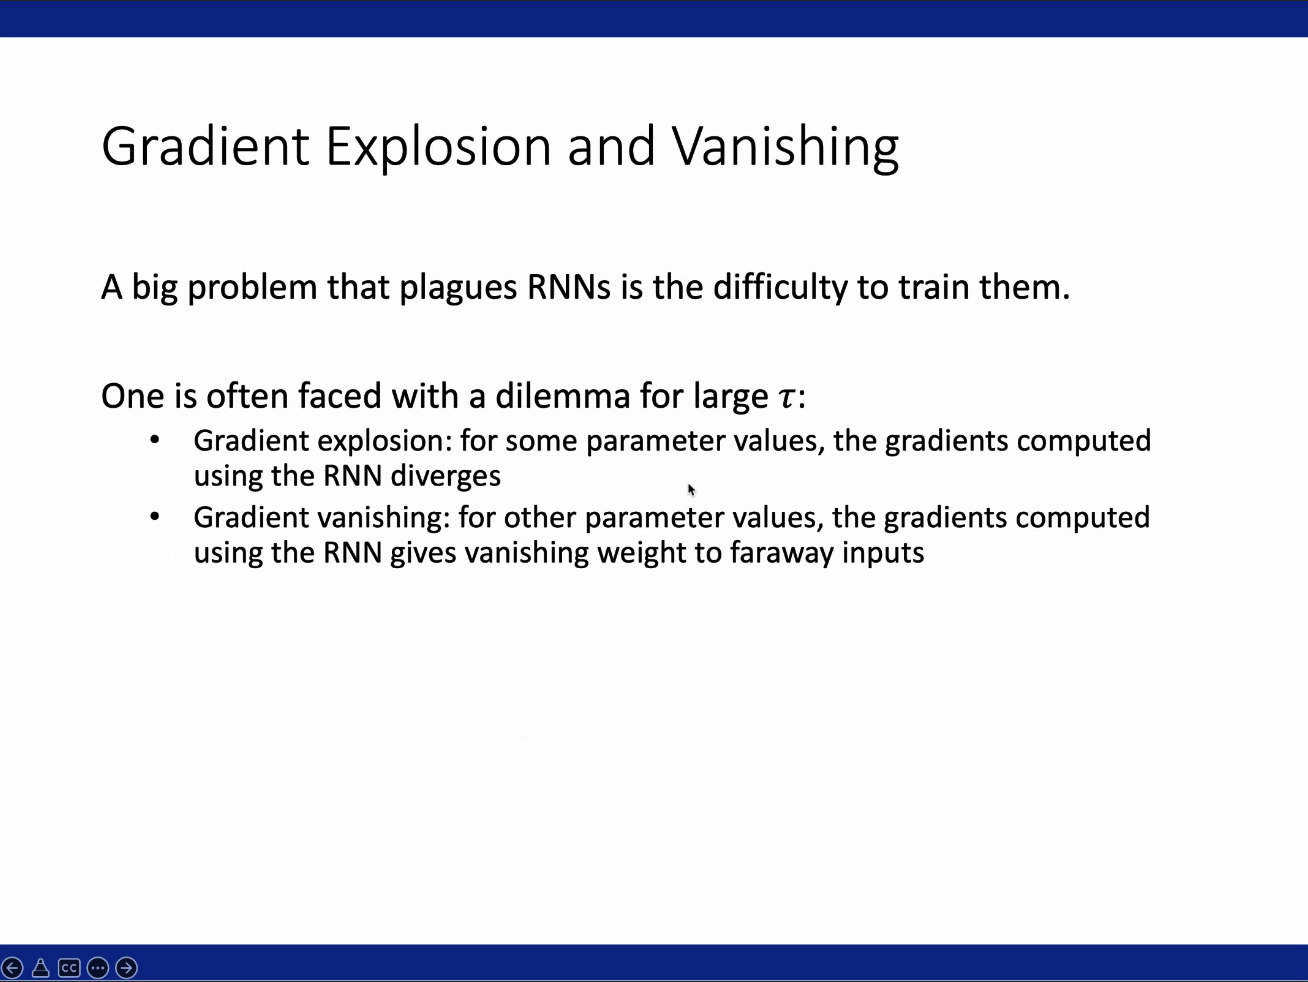 Gradient Explosion and Vanishing
A big problem that plagues RNNs is the difficulty to train them.
One is often faced with a dilemma for large τ:
• Gradient explosion: for some parameter values, the gradients computed
using the RNN diverges
• Gradient vanishing: for other parameter values, the gradients computed
using the RNN gives vanishing weight to faraway inputs
CC